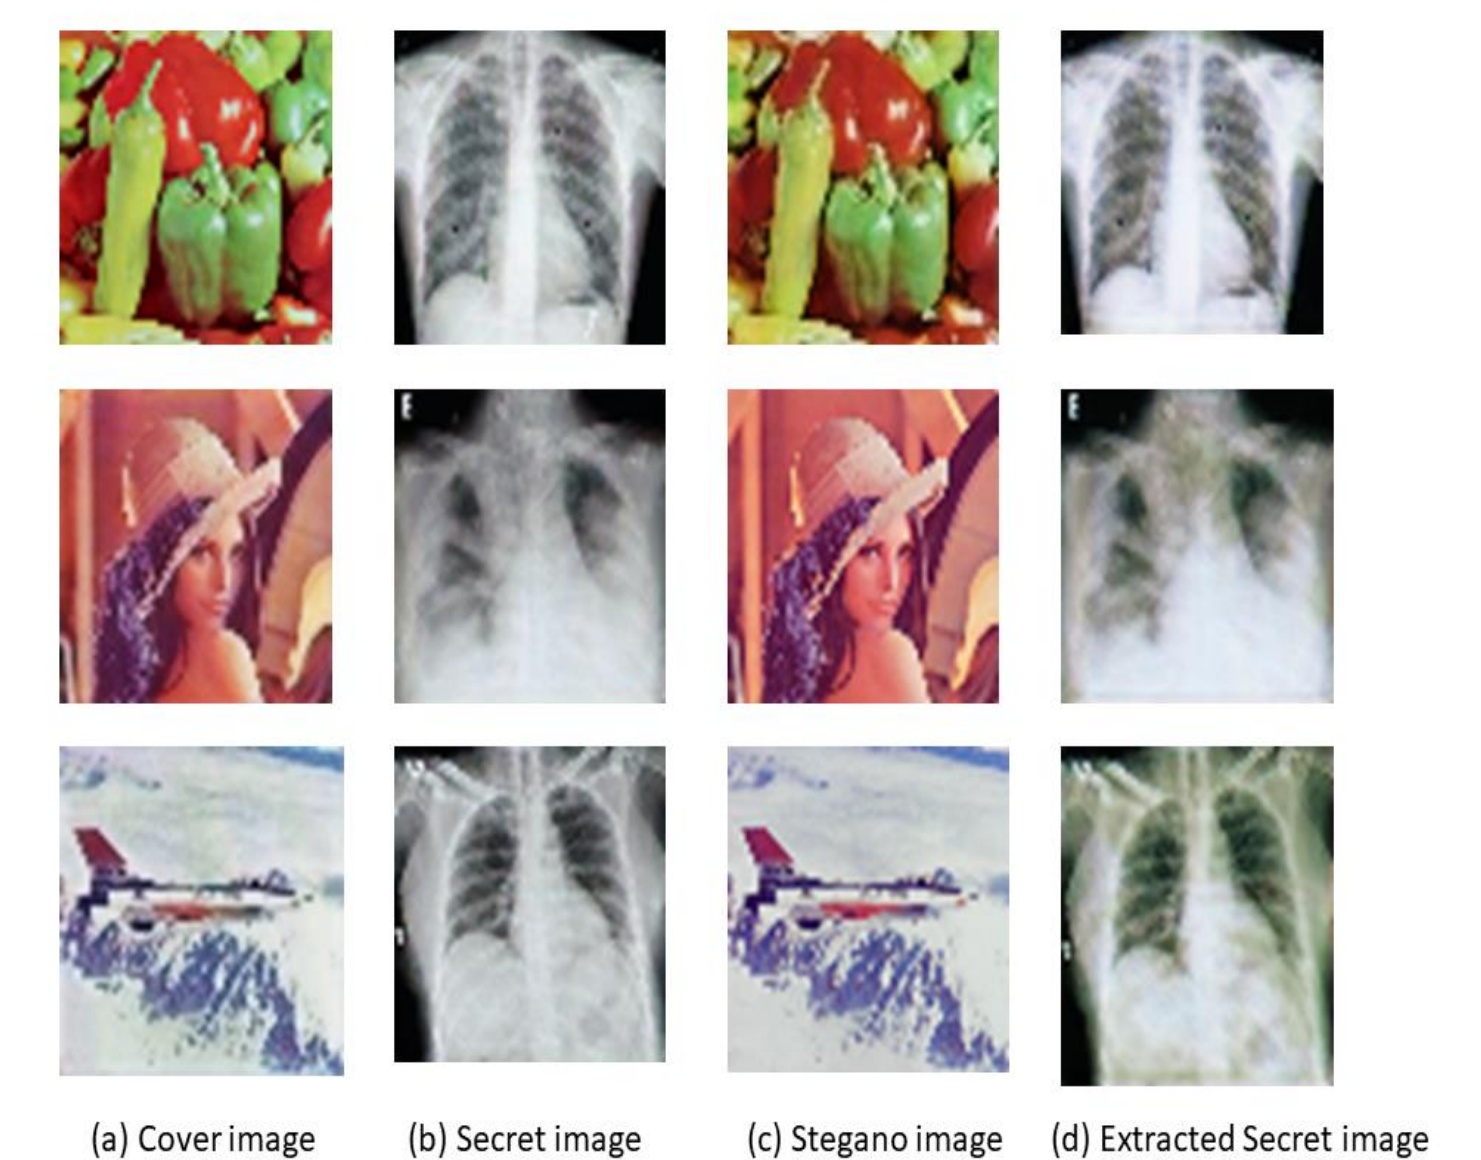 E
E
(a) Cover image
(b) Secret image
(c) Stegano image
(d) Extracted Secret image